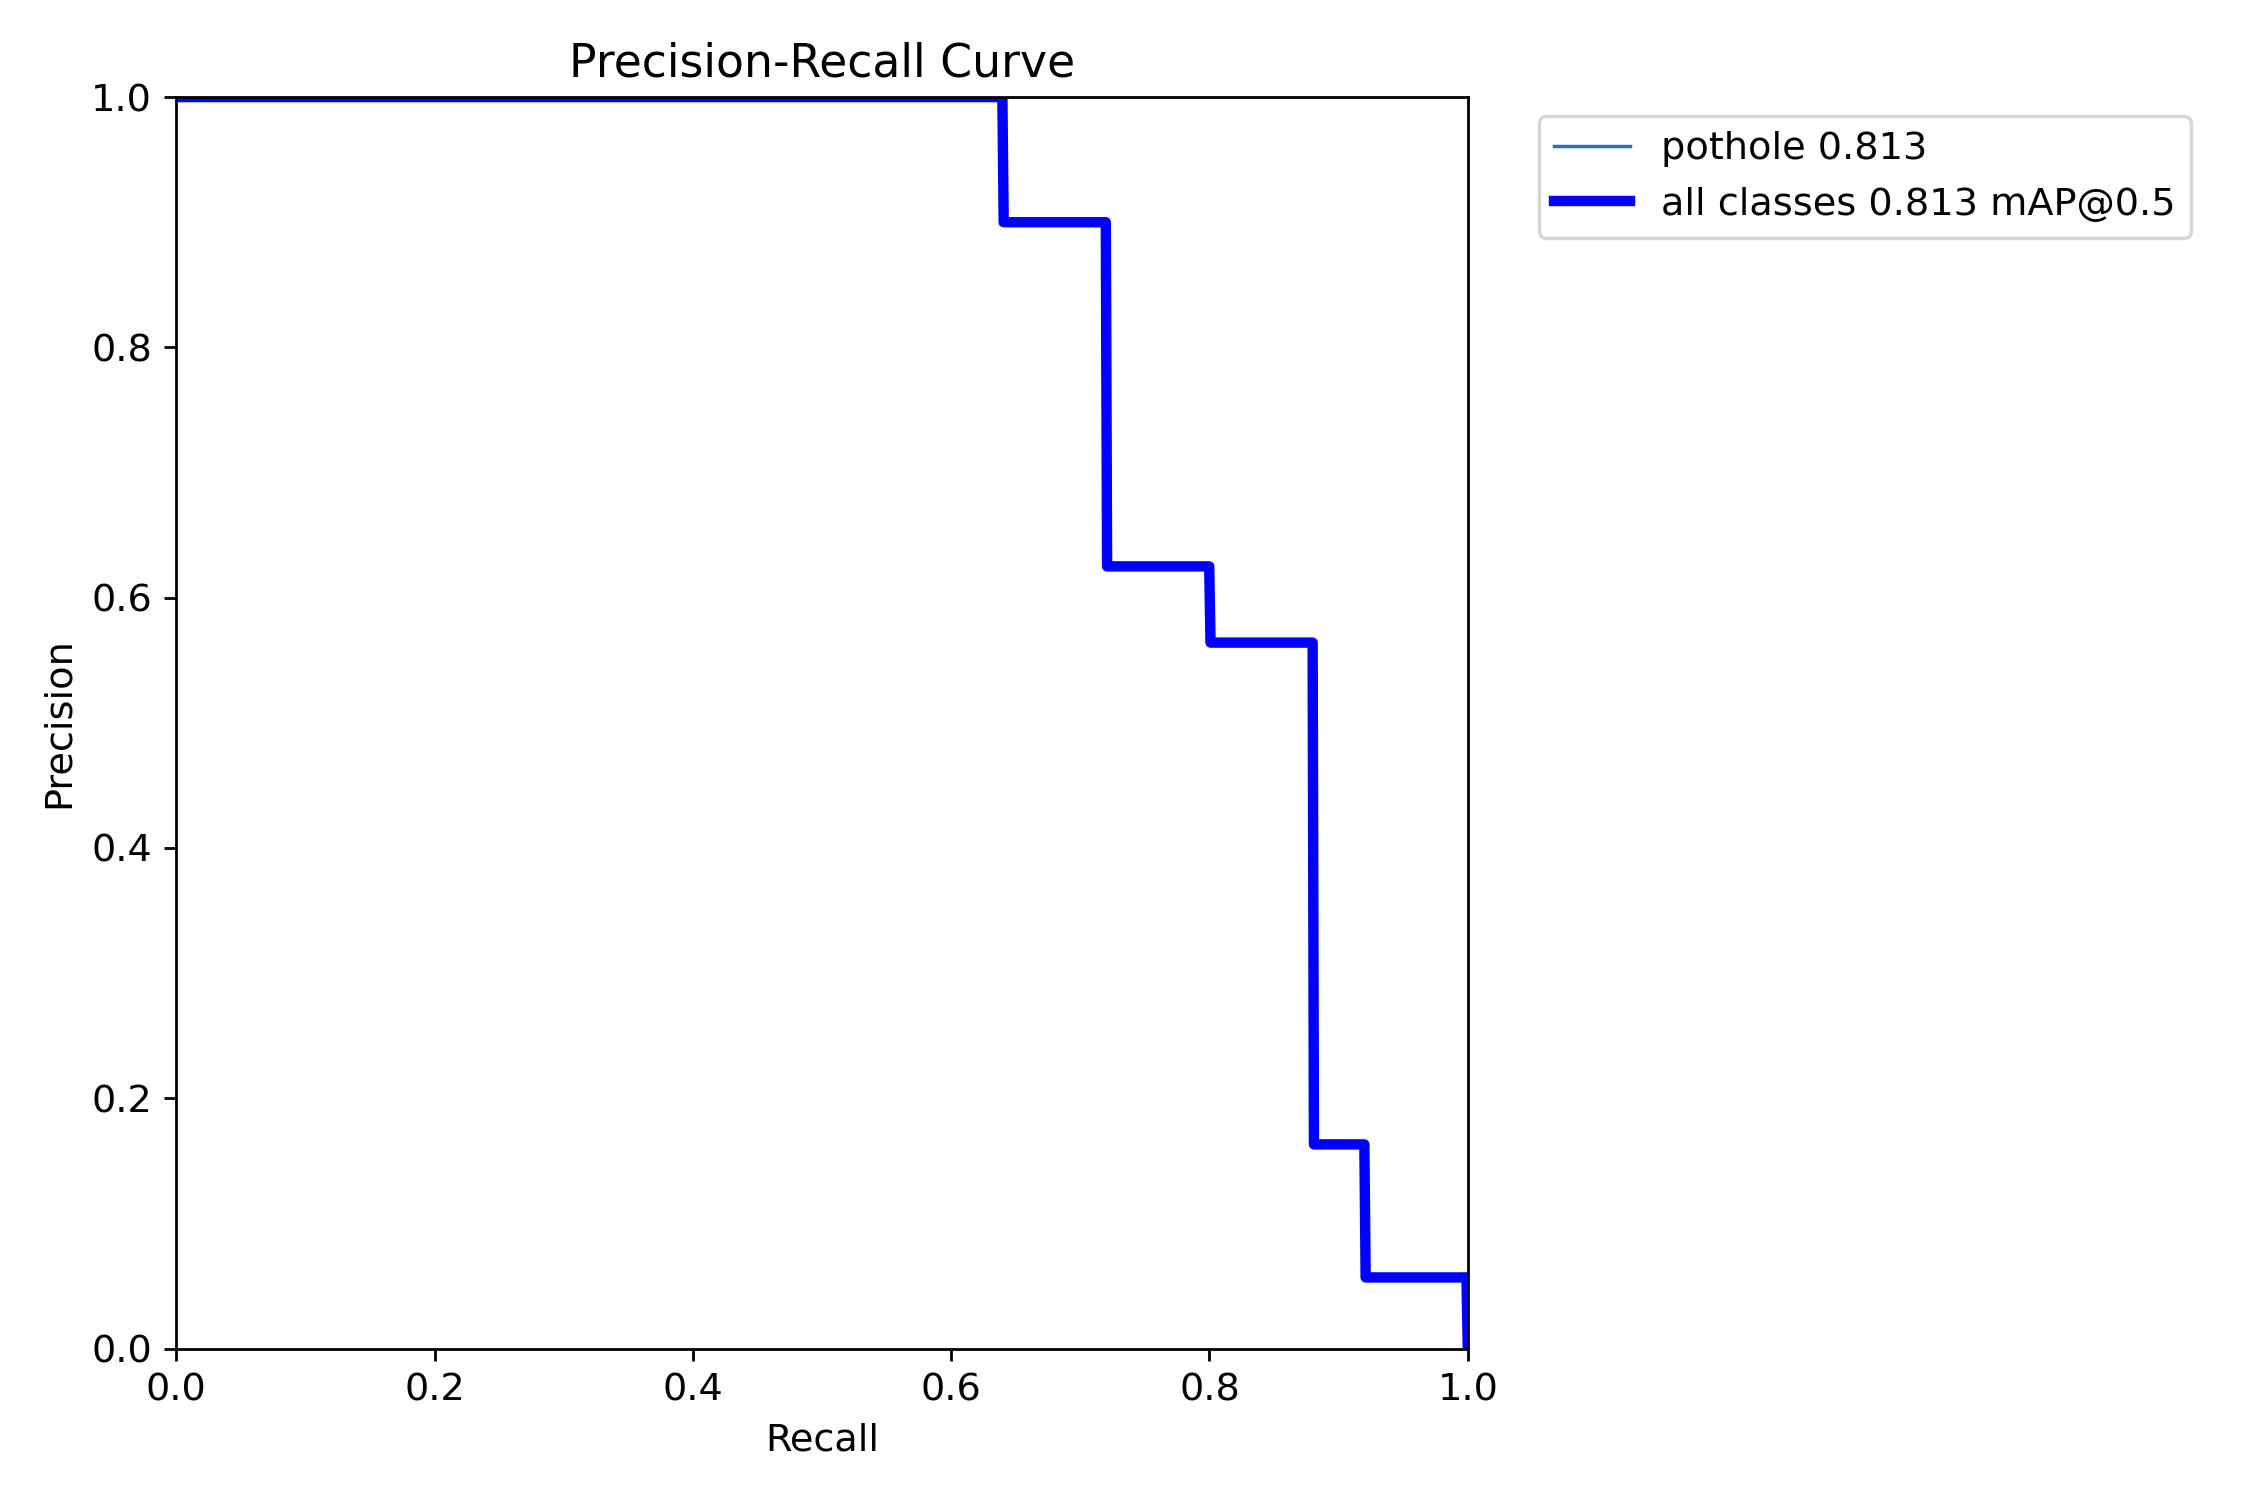 Precision-Recall Curve
1.0
0.8
0.6
0.4
0.2
0.0
Precision
0.0 0.2 0.4 0.6 0.8 1.0
Recall
pothole 0.813
all classes 0.813 mAP@0.5